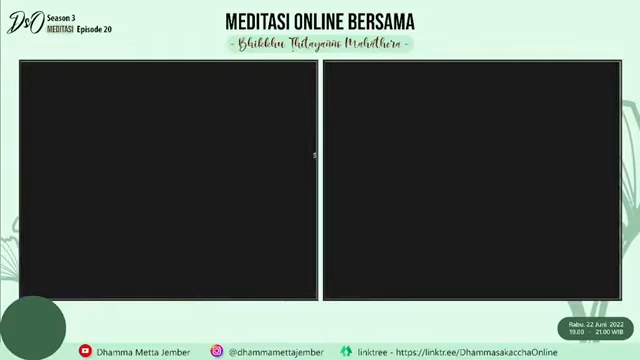 DsO Season 3
MEDITASI Episode 20
MEDITASI ONLINE BERSAMA
- Bhikkhu Thitayanno Mahathera -
Rabu, 22 Juni 2022
19.00 - 21.00 WIB
Dhamma Metta Jember
@dhammamettajember
linktree - https://linktr.ee/DhammasakacchaOnline